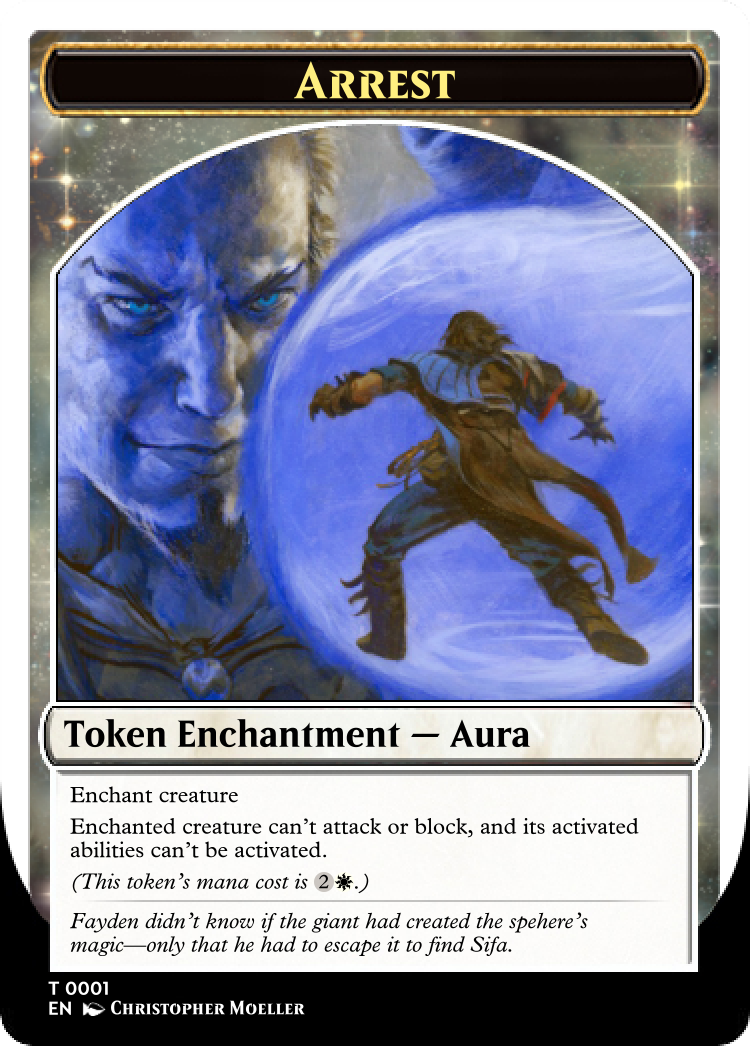 Arrest
Token Enchantment — Aura
Enchant creature
Enchanted creature can't attack or block, and its activated
abilities can't be activated.
(This token's mana cost is 2.)
Fayden didn't know if the giant had created the spehere's
magic—only that he had to escape it to find Sifa.
T 0001
EN Christopher Moeller